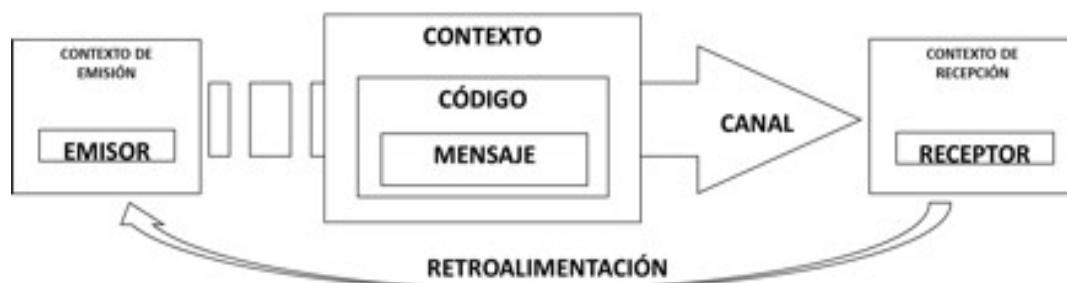 CONTEXTO DE
EMISIÓN
EMISOR
CONTEXTO
CÓDIGO
MENSAJE
CANAL
CONTEXTO DE
RECEPCIÓN
RECEPTOR
RETROALIMENTACIÓN